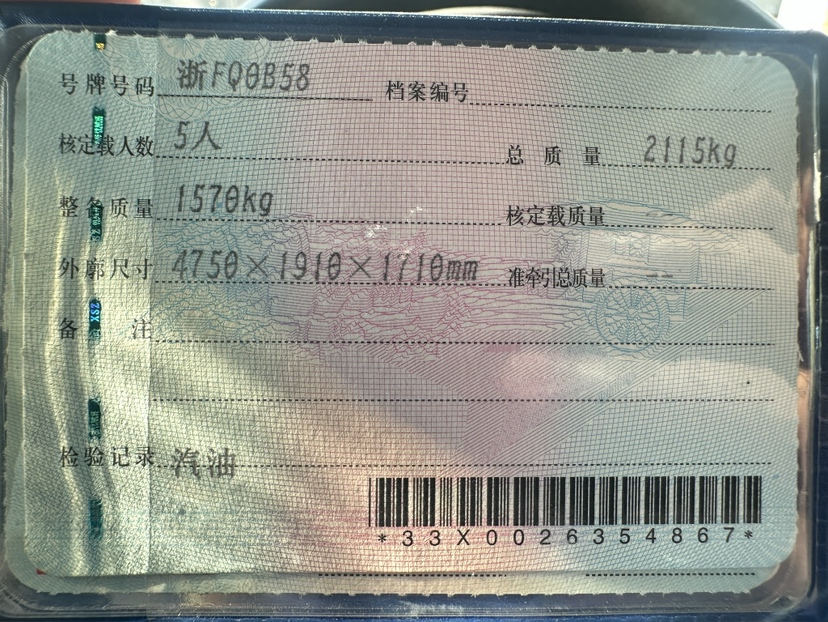 号牌号码 浙FQ0B58 档案编号
核定载人数 5人 总质量 2115kg
整备质量 1570kg 核定载质量 --
外廓尺寸 4750×1910×1710mm 准牵引总质量 --
备注
检验记录 汽油
*33X0026354867*